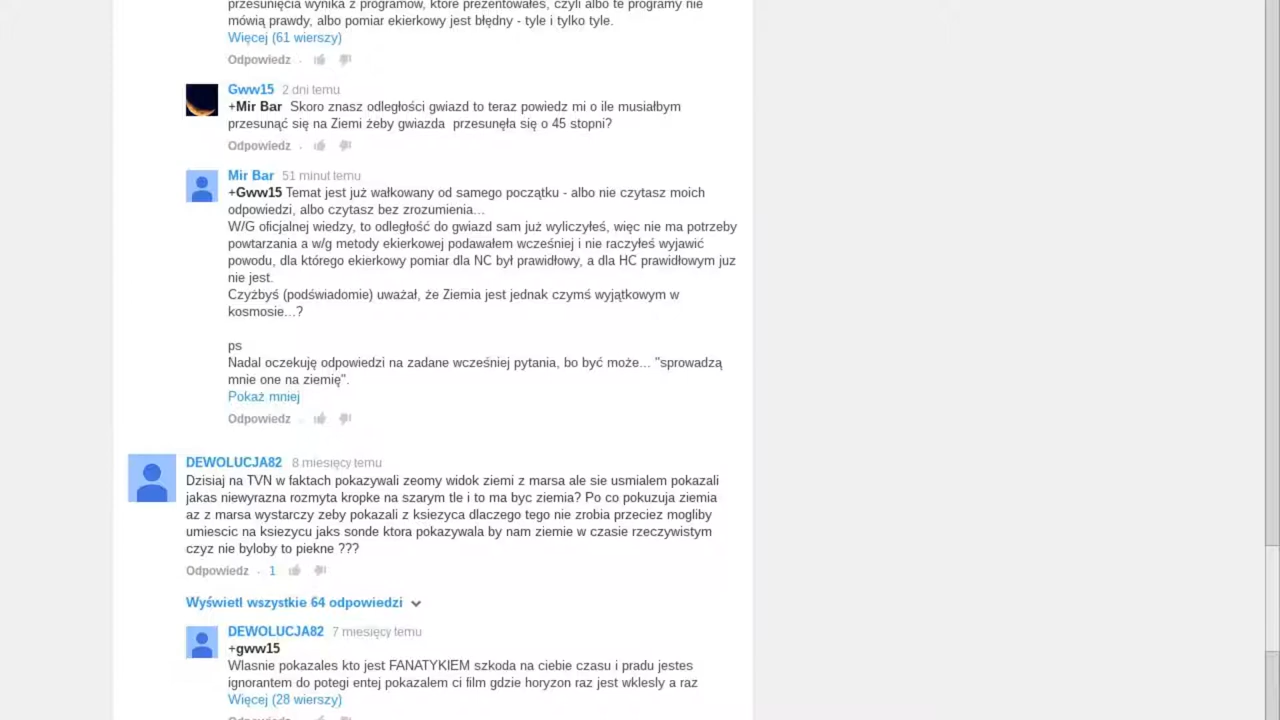 przesunięcia wynika z programów, które prezentowałeś, czyli albo te programy nie
mówią prawdy, albo pomiar ekierkowy jest błędny - tyle i tylko tyle.
Więcej (61 wierszy)
Odpowiedz ·
Gww15 2 dni temu
+Mir Bar Skoro znasz odległości gwiazd to teraz powiedz mi o ile musiałbym
przesunąć się na Ziemi żeby gwiazda przesunęła się o 45 stopni?
Odpowiedz ·
Mir Bar 51 minut temu
+Gww15 Temat jest już wałkowany od samego początku - albo nie czytasz moich
odpowiedzi, albo czytasz bez zrozumienia...
W/G oficjalnej wiedzy, to odległość do gwiazd sam już wyliczyłeś, więc nie ma potrzeby
powtarzania a w/g metody ekierkowej podawałem wcześniej i nie raczyłeś wyjawić
powodu, dla którego ekierkowy pomiar dla NC był prawidłowy, a dla HC prawidłowym juz
nie jest.
Czyżbyś (podświadomie) uważał, że Ziemia jest jednak czymś wyjątkowym w
kosmosie...?
ps
Nadal oczekuję odpowiedzi na zadane wcześniej pytania, bo być może... "sprowadzą
mnie one na ziemię".
Pokaż mniej
Odpowiedz ·
DEWOLUCJA82 8 miesięcy temu
Dzisiaj na TVN w faktach pokazywali zeomy widok ziemi z marsa ale sie usmialem pokazali
jakas niewyrazna rozmyta kropke na szarym tle i to ma byc ziemia? Po co pokuzuja ziemia
az z marsa wystarczy zeby pokazali z ksiezyca dlaczego tego nie zrobia przeciez mogliby
umiescic na ksiezycu jaks sonde ktora pokazywala by nam ziemie w czasie rzeczywistym
czyz nie byloby to piekne ???
Odpowiedz · 1
Wyświetl wszystkie 64 odpowiedzi
DEWOLUCJA82 7 miesięcy temu
+gww15
Wlasnie pokazales kto jest FANATYKIEM szkoda na ciebie czasu i pradu jestes
ignorantem do potegi entej pokazalem ci film gdzie horyzon raz jest wklesly a raz
Więcej (28 wierszy)
Odpowiedz ·